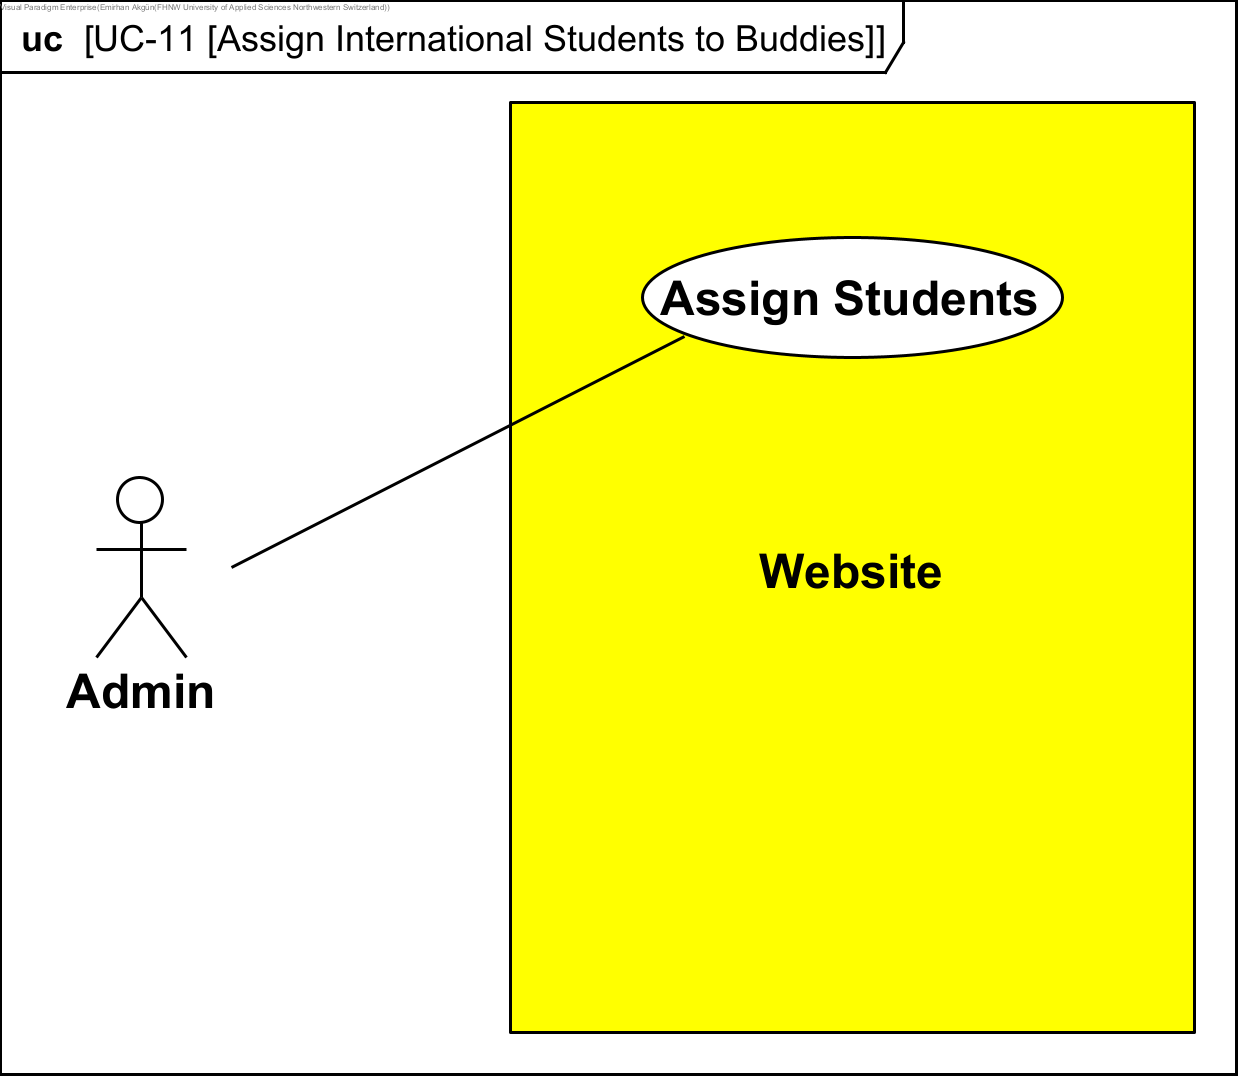 Visual Paradigm Enterprise(Emirhan Akgün(FHNW University of Applied Sciences Northwestern Switzerland))
uc [UC-11 [Assign International Students to Buddies]]
Assign Students
Website
Admin